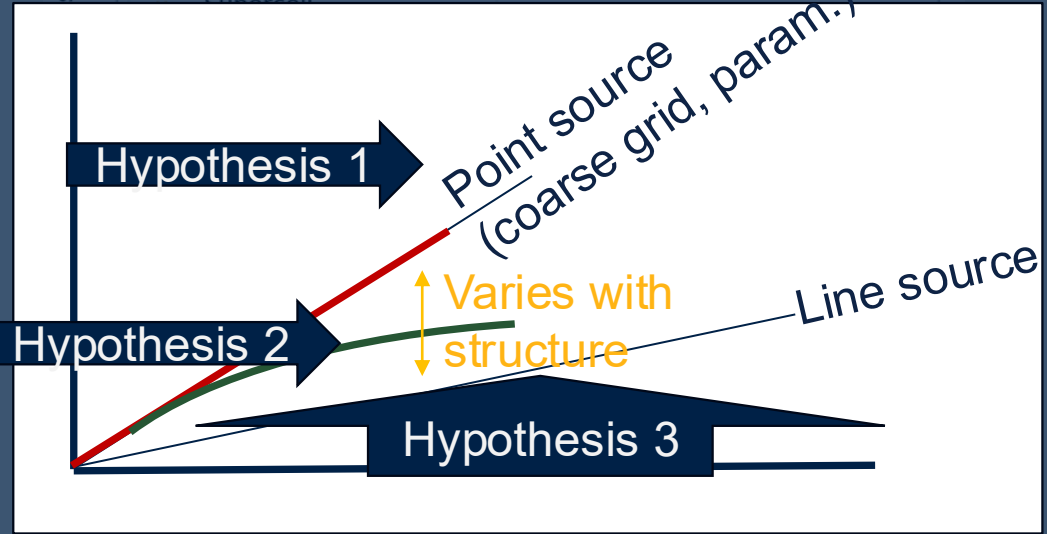 Point source
(coarse grid, param.)
Hypothesis 1
Line source
Varies with
structure
Hypothesis 2
Hypothesis 3